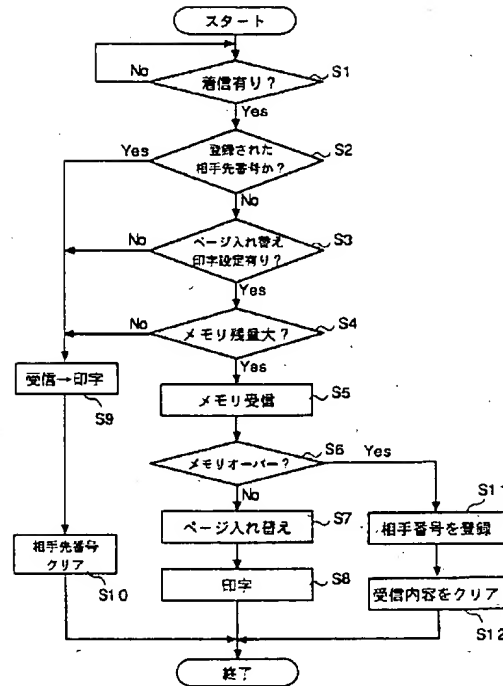 スタート
No
着信有り？
S1
Yes
Yes
登録された
相手先番号か？
S2
No
No
ページ入れ替え
印字設定有り？
S3
Yes
No
メモリ残量大？
S4
Yes
受信→印字
S9
メモリ受信
S5
メモリオーバー？
S6
Yes
No
S11
相手番号を登録
ページ入れ替え
S7
相手先番号
クリア
S10
印字
S8
受信内容をクリア
S12
終了